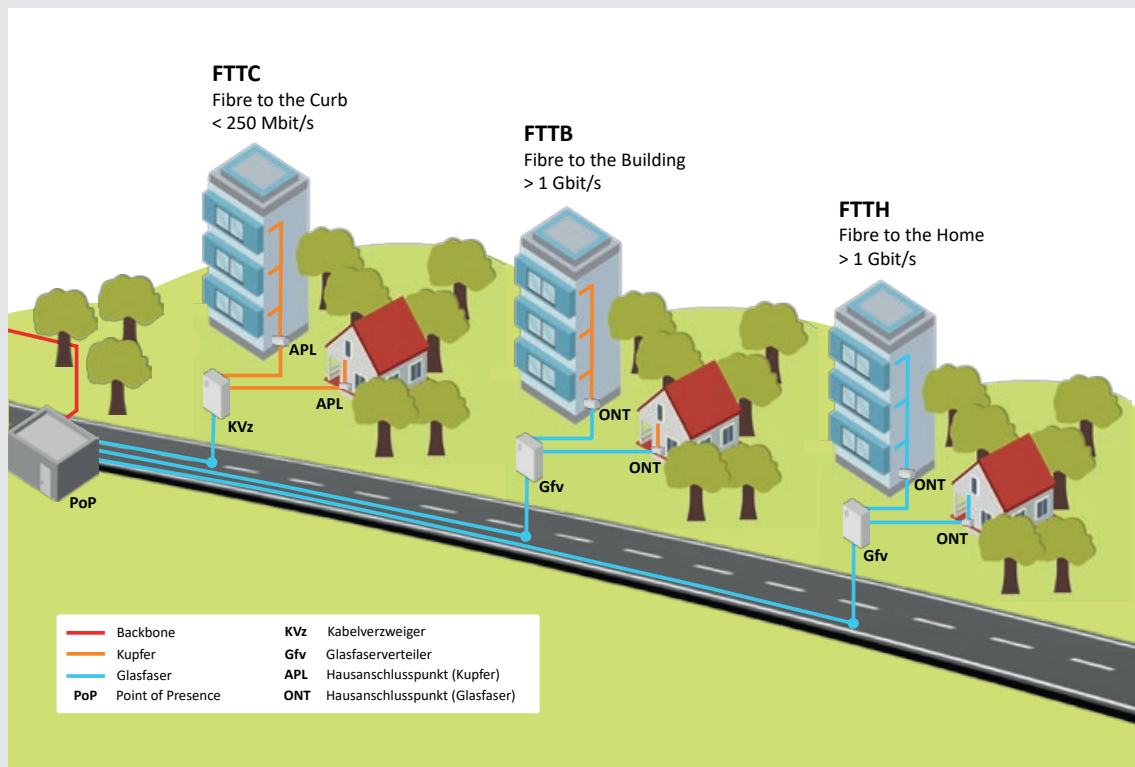 FTTC
Fibre to the Curb
< 250 Mbit/s
FTTB
Fibre to the Building
> 1 Gbit/s
FTTH
Fibre to the Home
> 1 Gbit/s
APL
APL
KVz
PoP
ONT
ONT
Gfv
ONT
ONT
Gfv
Backbone
Kupfer
Glasfaser
PoP Point of Presence
KVz Kabelverzweiger
Gfv Glasfaserverteiler
APL Hausanschlusspunkt (Kupfer)
ONT Hausanschlusspunkt (Glasfaser)